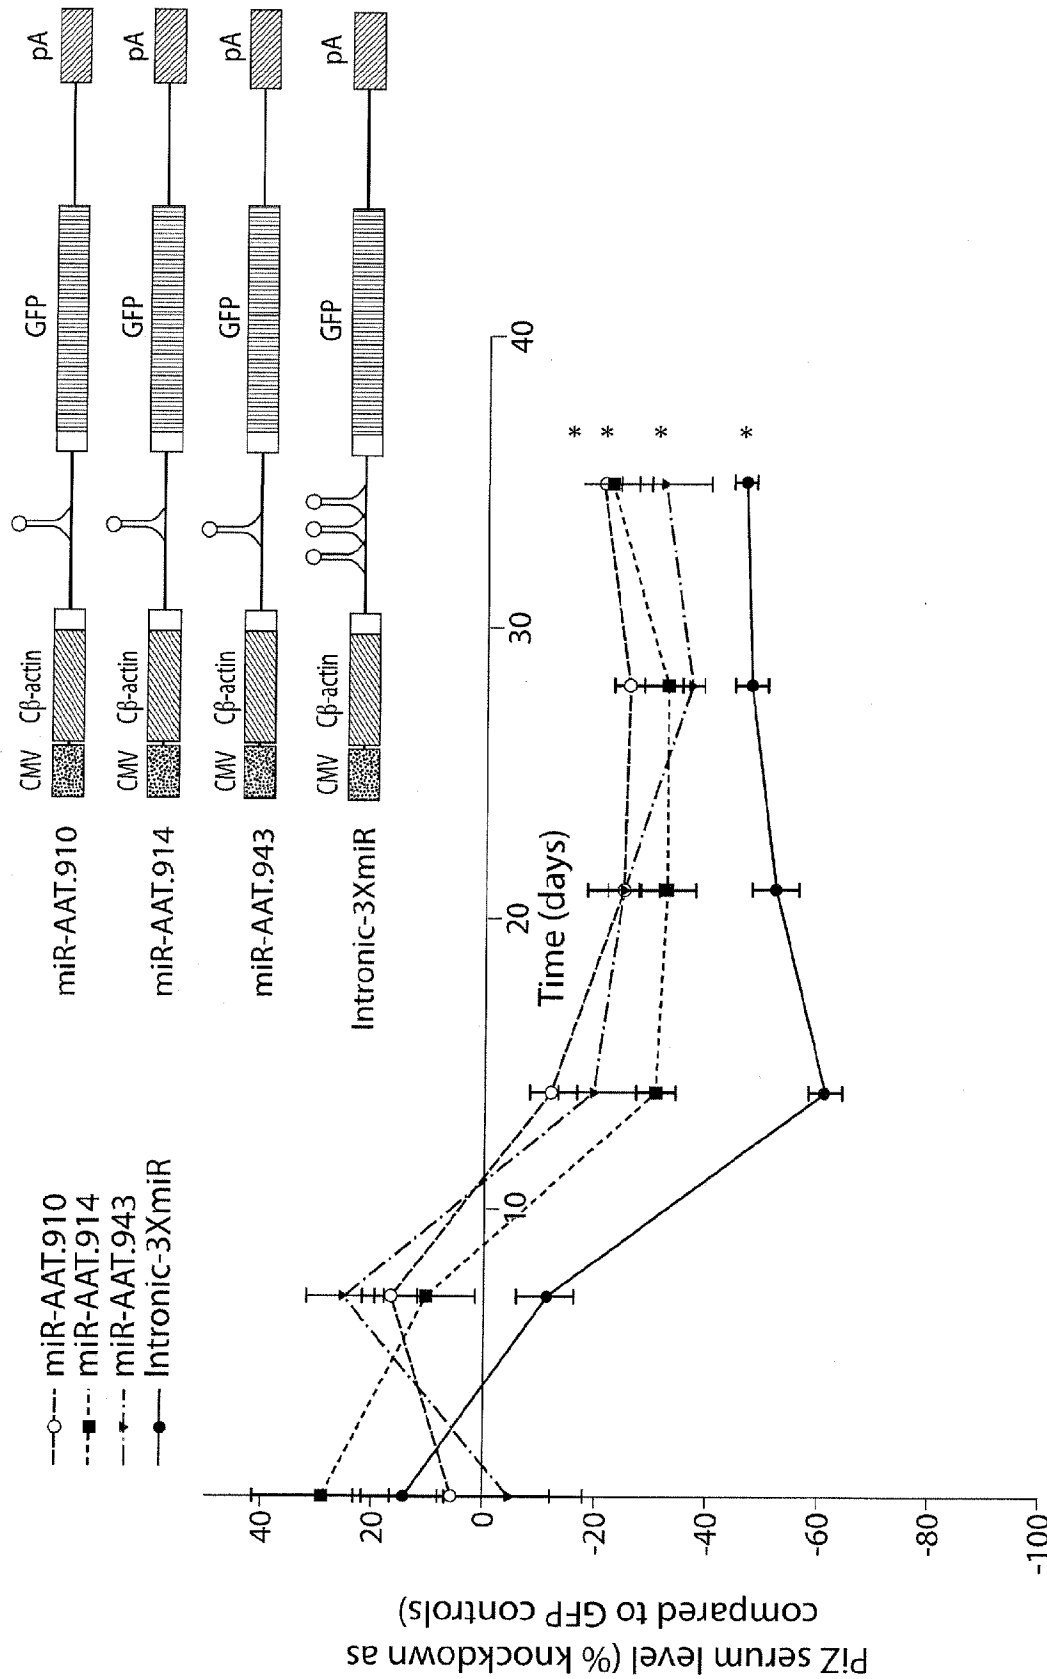 miR-AAT.910
miR-AAT.914
miR-AAT.943
Intronic-3XmiR
miR-AAT.910
CMV Cβ-actin GFP pA
miR-AAT.914
CMV Cβ-actin GFP pA
miR-AAT.943
CMV Cβ-actin GFP pA
Intronic-3XmiR
CMV Cβ-actin GFP pA
PiZ serum level (% knockdown as
compared to GFP controls)
40
20
0
-20
-40
-60
-80
-100
10
20
30
40
Time (days)
*
*
*
*